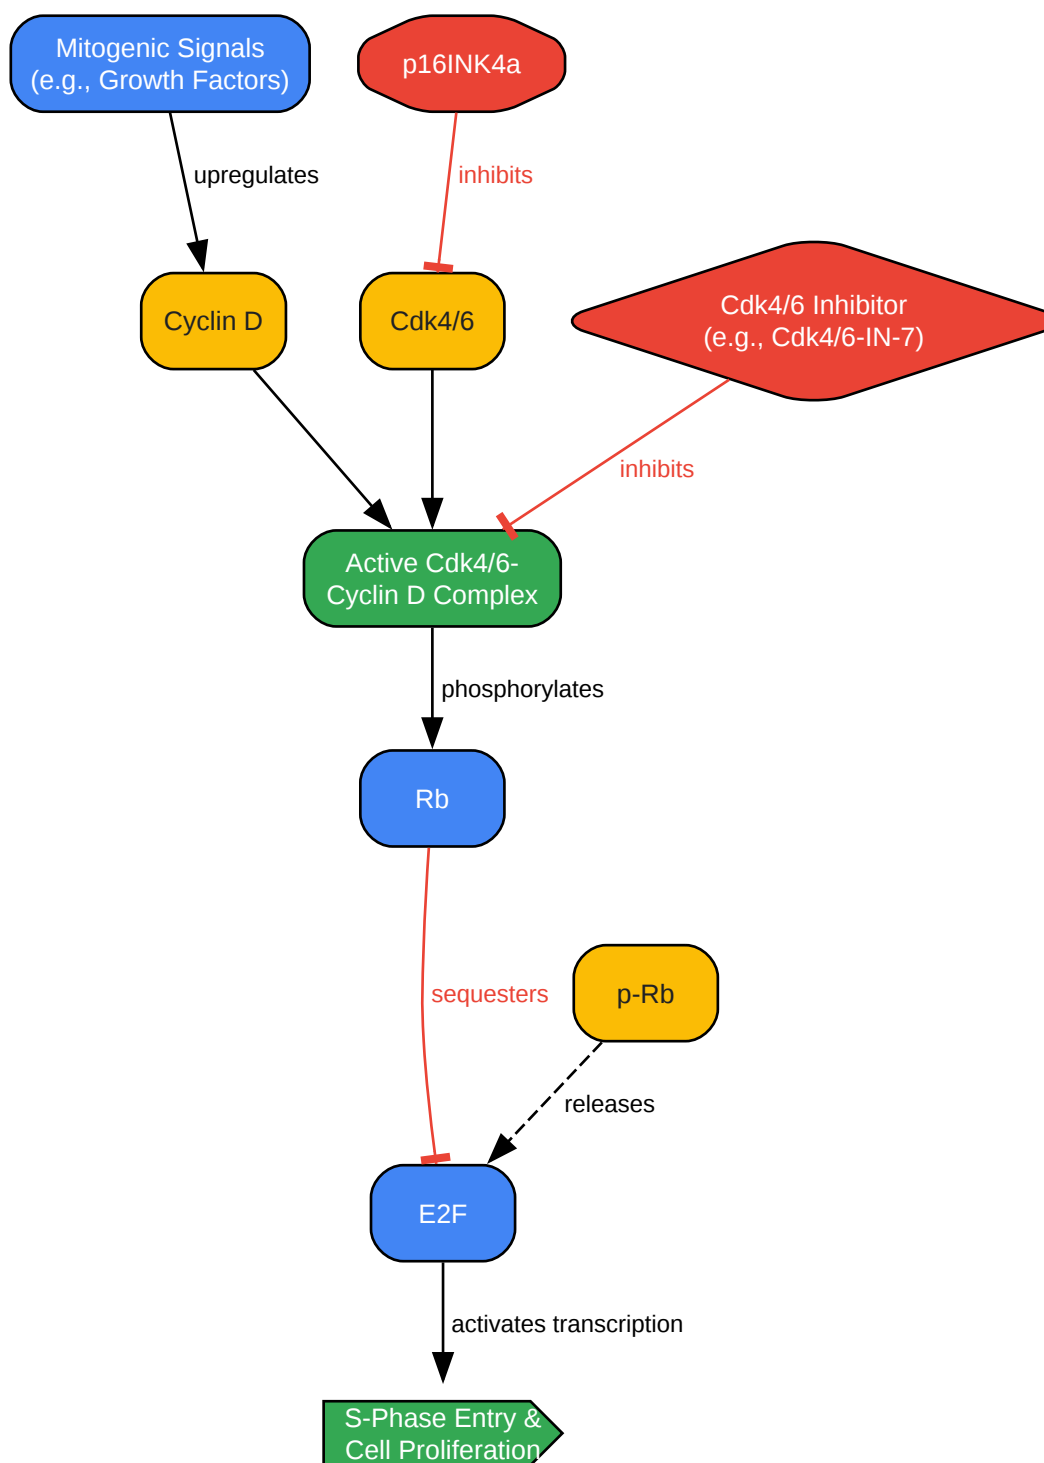 Mitogenic Signals
(e.g., Growth Factors)
p16INK4a
upregulates
inhibits
Cyclin D
Cdk4/6
Cdk4/6 Inhibitor
(e.g., Cdk4/6-IN-7)
inhibits
Active Cdk4/6-
Cyclin D Complex
phosphorylates
Rb
sequesters
p-Rb
releases
E2F
activates transcription
S-Phase Entry &
Cell Proliferation